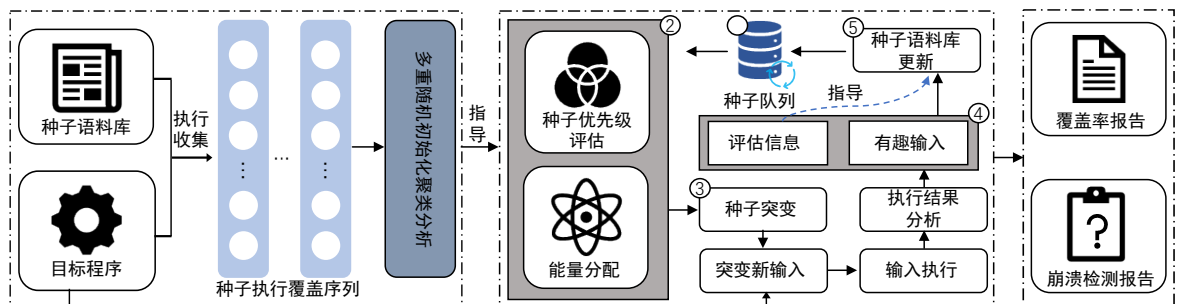 种子语料库
目标程序
执行
收集
...
...
...
种子执行覆盖序列
多重随机初始化聚类分析
指
导
②
种子优先级
评估
能量分配
种子队列
⑤
种子语料库
更新
指导
④
评估信息
有趣输入
③
种子突变
执行结果
分析
突变新输入
输入执行
覆盖率报告
?
崩溃检测报告